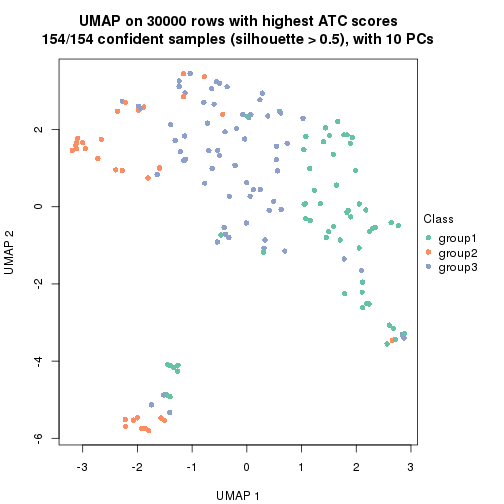 UMAP on 30000 rows with highest ATC scores
154/154 confident samples (silhouette > 0.5), with 10 PCs
2
0
-2
-4
-6
UMAP 2
-3 -2 -1 0 1 2 3
UMAP 1
Class
group1
group2
group3